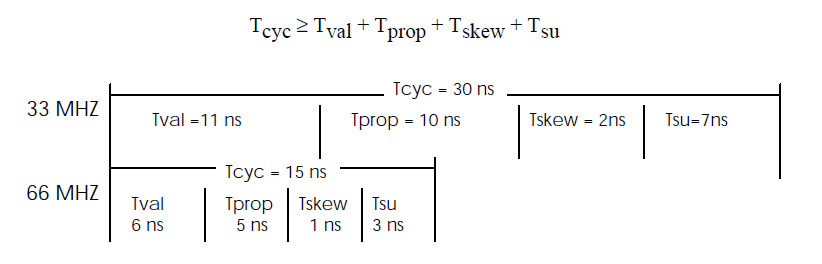 Tcyc ≥ Tval + Tprop + Tskew + Tsu
Tcyc = 30 ns
33 MHZ
Tval =11 ns Tprop = 10 ns Tskew = 2ns Tsu=7ns
Tcyc = 15 ns
66 MHZ
Tval Tprop Tskew Tsu
6 ns 5 ns 1 ns 3 ns